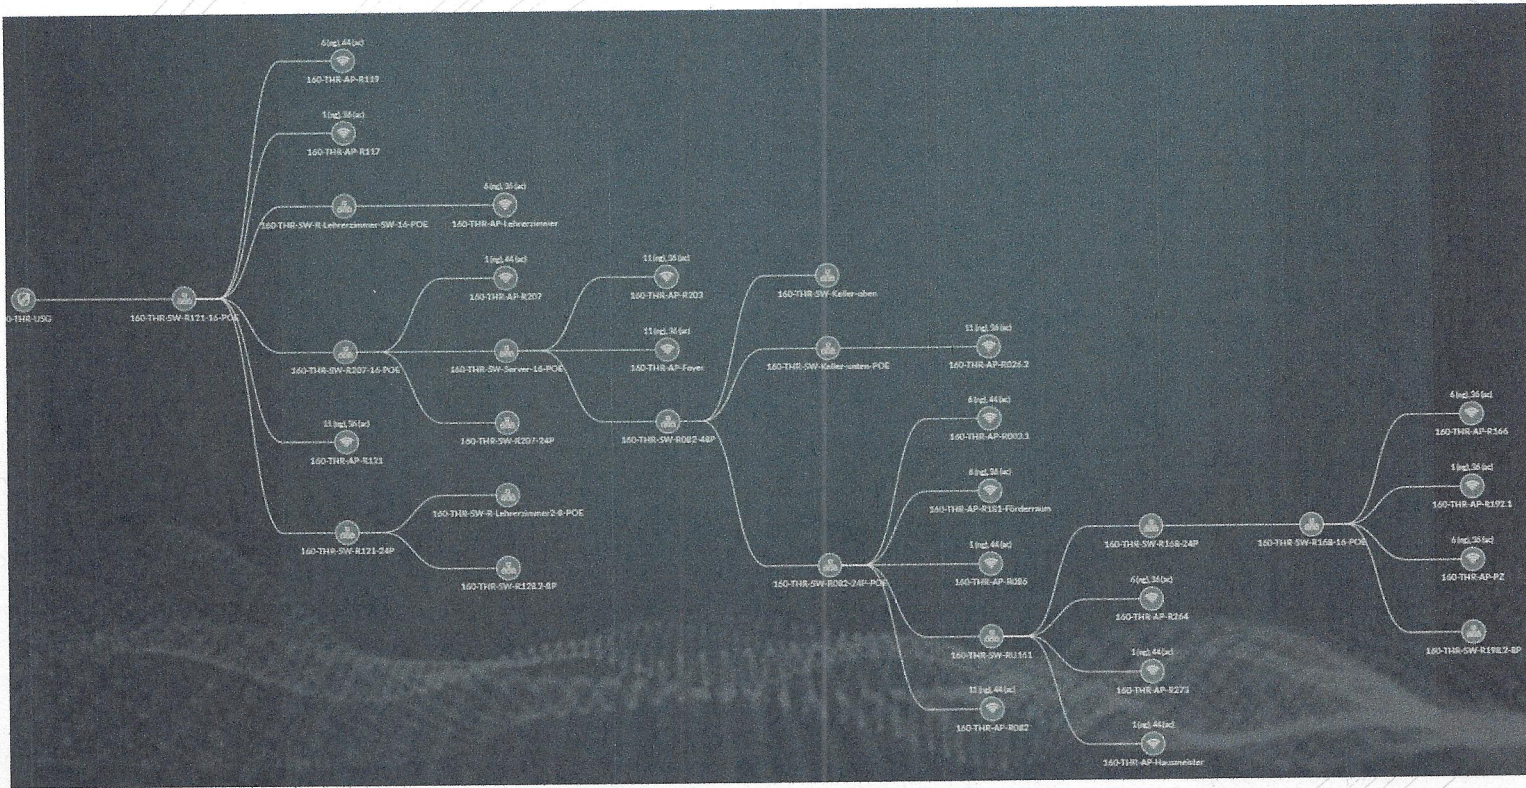 6 (ng), 44 (ac)
160-THR-AP-R119
1 (ng), 36 (ac)
160-THR-AP-R117
160-THR-SW-R-Lehrerzimmer-SW-16-POE
6 (ng), 36 (ac)
160-THR-AP-Lehrerzimmer
0-THR-USG
160-THR-SW-R121-16-POE
1 (ng), 44 (ac)
160-THR-AP-R207
11 (ng), 36 (ac)
160-THR-AP-R203
160-THR-SW-Keller-oben
160-THR-SW-R207-16-POE
160-THR-SW-Server-16-POE
11 (ng), 36 (ac)
160-THR-AP-Foyer
160-THR-SW-Keller-unten-POE
11 (ng), 36 (ac)
160-THR-AP-R026.2
11 (ng), 36 (ac)
160-THR-AP-R121
160-THR-SW-R207-24P
160-THR-SW-R082-48P
6 (ng), 44 (ac)
160-THR-AP-R002.1
6 (ng), 36 (ac)
160-THR-AP-R166
160-THR-SW-R-Lehrerzimmer2-8-POE
6 (ng), 36 (ac)
160-THR-AP-R181-Förderraum
1 (ng), 36 (ac)
160-THR-AP-R192.1
160-THR-SW-R121-24P
160-THR-SW-R168-24P
160-THR-SW-R168-16-POE
160-THR-SW-R128.2-8P
160-THR-SW-R082-24P-POE
1 (ng), 44 (ac)
160-THR-AP-R086
6 (ng), 36 (ac)
160-THR-AP-PZ
6 (ng), 36 (ac)
160-THR-AP-R264
160-THR-SW-RU161
160-THR-SW-R198.2-8P
1 (ng), 44 (ac)
160-THR-AP-R273
11 (ng), 44 (ac)
160-THR-AP-R082
1 (ng), 44 (ac)
160-THR-AP-Hausmeister